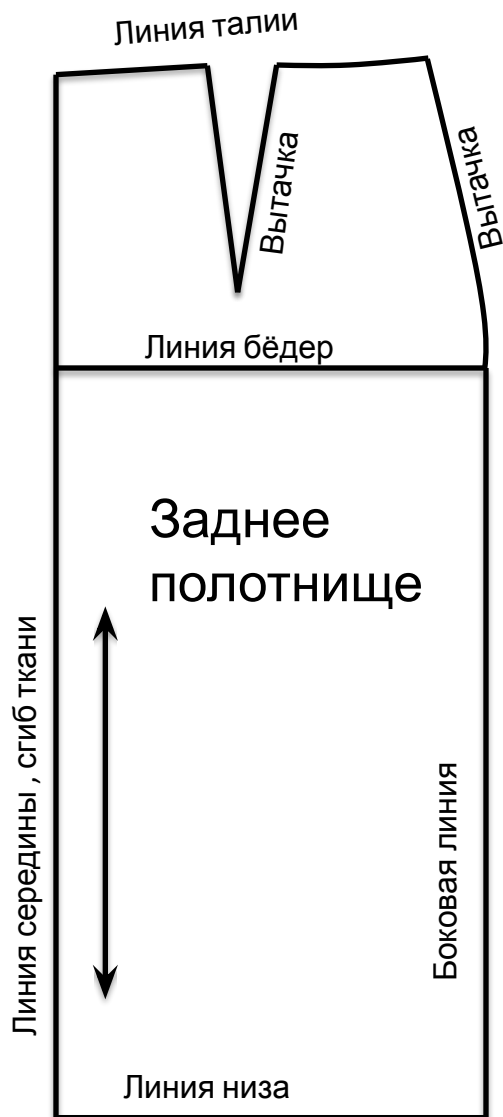 Линия талии
Вытачка
Вытачка
Линия бёдер
Заднее
полотнище
Линия середины , сгиб ткани
Боковая линия
Линия низа